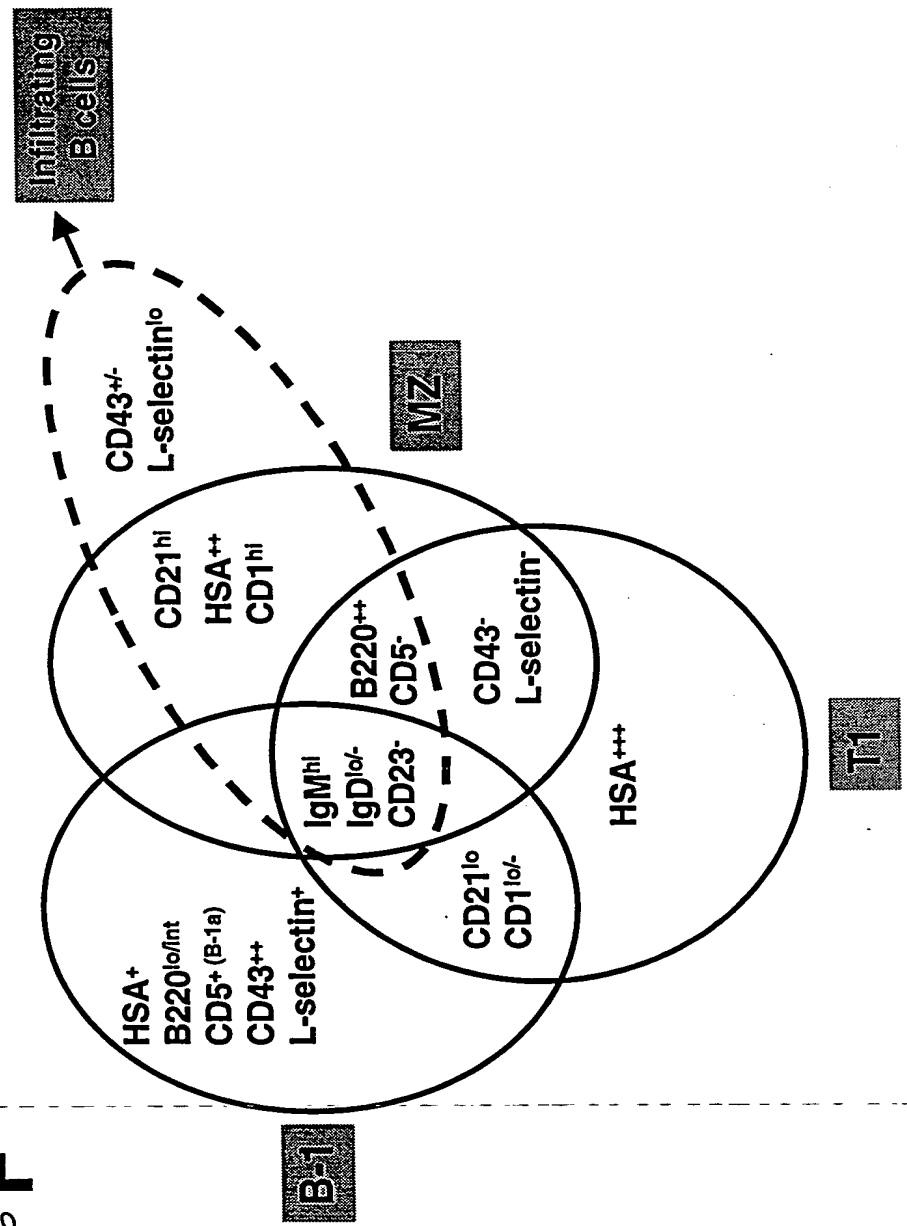 Infiltrating
B cells
CD43+/-
L-selectinlo
MZ
CD21hi
HSA++
CD1hi
B220++
CD5-
CD43-
L-selectin-
IgMhi
IgDlo/-
CD23-
HSA+++
T1
CD21lo
CD1lo/-
HSA+
B220lo/int
CD5+ (B-1a)
CD43++
L-selectin+
B-1